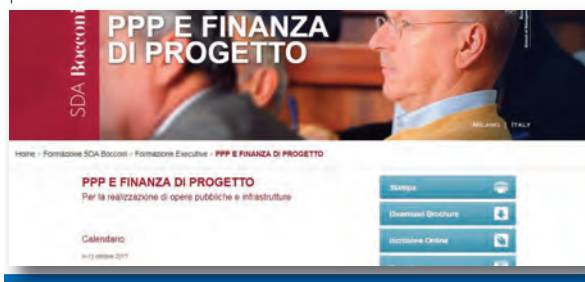 SDA Bocconi
PPP E FINANZA
DI PROGETTO
MILANO | ITALY
Home › Formazione SDA Bocconi › Formazione Executive › PPP E FINANZA DI PROGETTO
PPP E FINANZA DI PROGETTO
Per la realizzazione di opere pubbliche e infrastrutture
Stampa
Download Brochure
Calendario
Iscrizione Online
ottobre 2017